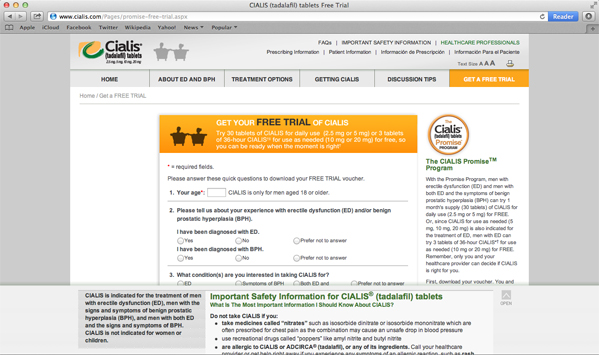 CIALIS (tadalafil) tablets Free Trial
www.cialis.com/Pages/promise-free-trial.aspx
Reader
Apple iCloud Facebook Twitter Wikipedia Yahoo! News Popular
Cialis
(tadalafil) tablets
FAQs | IMPORTANT SAFETY INFORMATION | HEALTHCARE PROFESSIONALS
Prescribing Information | Patient Information | Información de Prescripción | Información Para el Paciente
Text Size A A A
HOME ABOUT ED AND BPH TREATMENT OPTIONS GETTING CIALIS DISCUSSION TIPS GET A FREE TRIAL
Home / Get a FREE TRIAL
GET YOUR FREE TRIAL OF CIALIS
Try 30 tablets of CIALIS for daily use (2.5 mg or 5 mg) or 3 tablets
of 36-hour CIALIS for use as needed (10 mg or 20 mg) for free, so
you can be ready when the moment is right
* = required fields.
Please answer these quick questions to download your FREE TRIAL voucher.
1. Your age*: CIALIS is only for men aged 18 or older.
2. Please tell us about your experience with erectile dysfunction (ED) and/or benign
prostatic hyperplasia (BPH).
I have been diagnosed with ED.
Yes No Prefer not to answer
I have been diagnosed with BPH.
Yes No Prefer not to answer
3. What condition(s) are you interested in taking CIALIS for?
ED Symptoms of BPH Both ED and Prefer not to answer
The
Cialis
(tadalafil) tablets
Promise
PROGRAM
The CIALIS Promise™
Program
With the Promise Program, men with
erectile dysfunction (ED) and men with
both ED and the symptoms of benign
prostatic hyperplasia (BPH) can try 1
month's supply (30 tablets) of CIALIS for
daily use (2.5 mg or 5 mg) for FREE.
Or, since CIALIS for use as needed (5
mg, 10 mg or 20 mg) is also indicated for
the treatment of ED, men with ED can
try 3 tablets of 36-hour CIALIS for use
as needed (10 mg or 20 mg) for FREE.
Remember, only you and your
healthcare provider can decide if CIALIS
is right for you.
First, download your voucher. You and
CIALIS is indicated for the treatment of men
with erectile dysfunction (ED), men with the
signs and symptoms of benign prostatic
hyperplasia (BPH), and men with both ED
and the signs and symptoms of BPH.
CIALIS is not indicated for women or
children.
Important Safety Information for CIALIS® (tadalafil) tablets
What Is The Most Important Information I Should Know About CIALIS?
Do not take CIALIS if you:
• take medicines called "nitrates" such as isosorbide dinitrate or isosorbide mononitrate which are
often prescribed for chest pain as the combination may cause an unsafe drop in blood pressure
• use recreational drugs called "poppers" like amyl nitrite and butyl nitrite
• are allergic to CIALIS or ADCIRCA® (tadalafil), or any of its ingredients. Call your healthcare
provider or get help right away if you experience any symptoms of an allergic reaction, such as rash,
OPEN